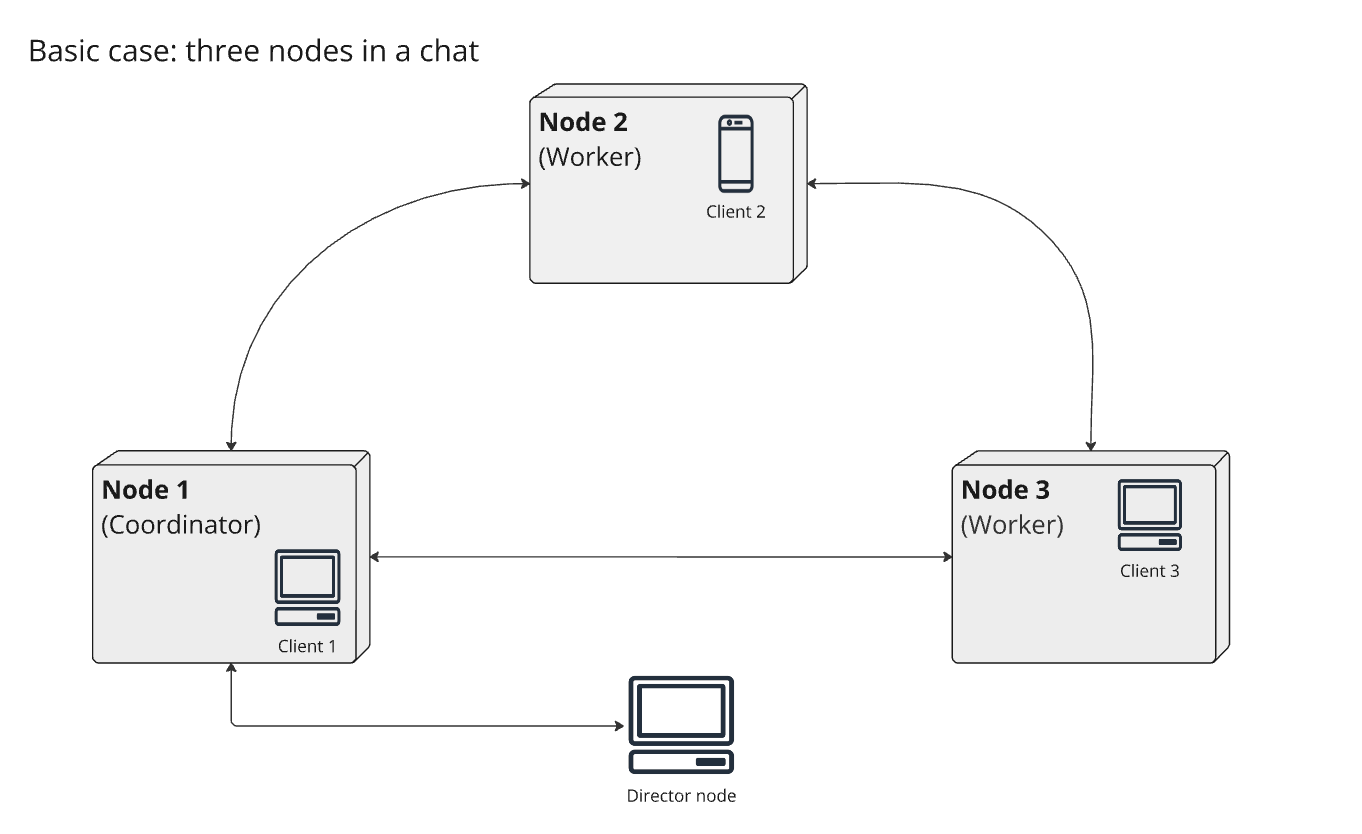 Basic case: three nodes in a chat
Node 2
(Worker)
Client 2
Node 1
(Coordinator)
Client 1
Node 3
(Worker)
Client 3
Director node